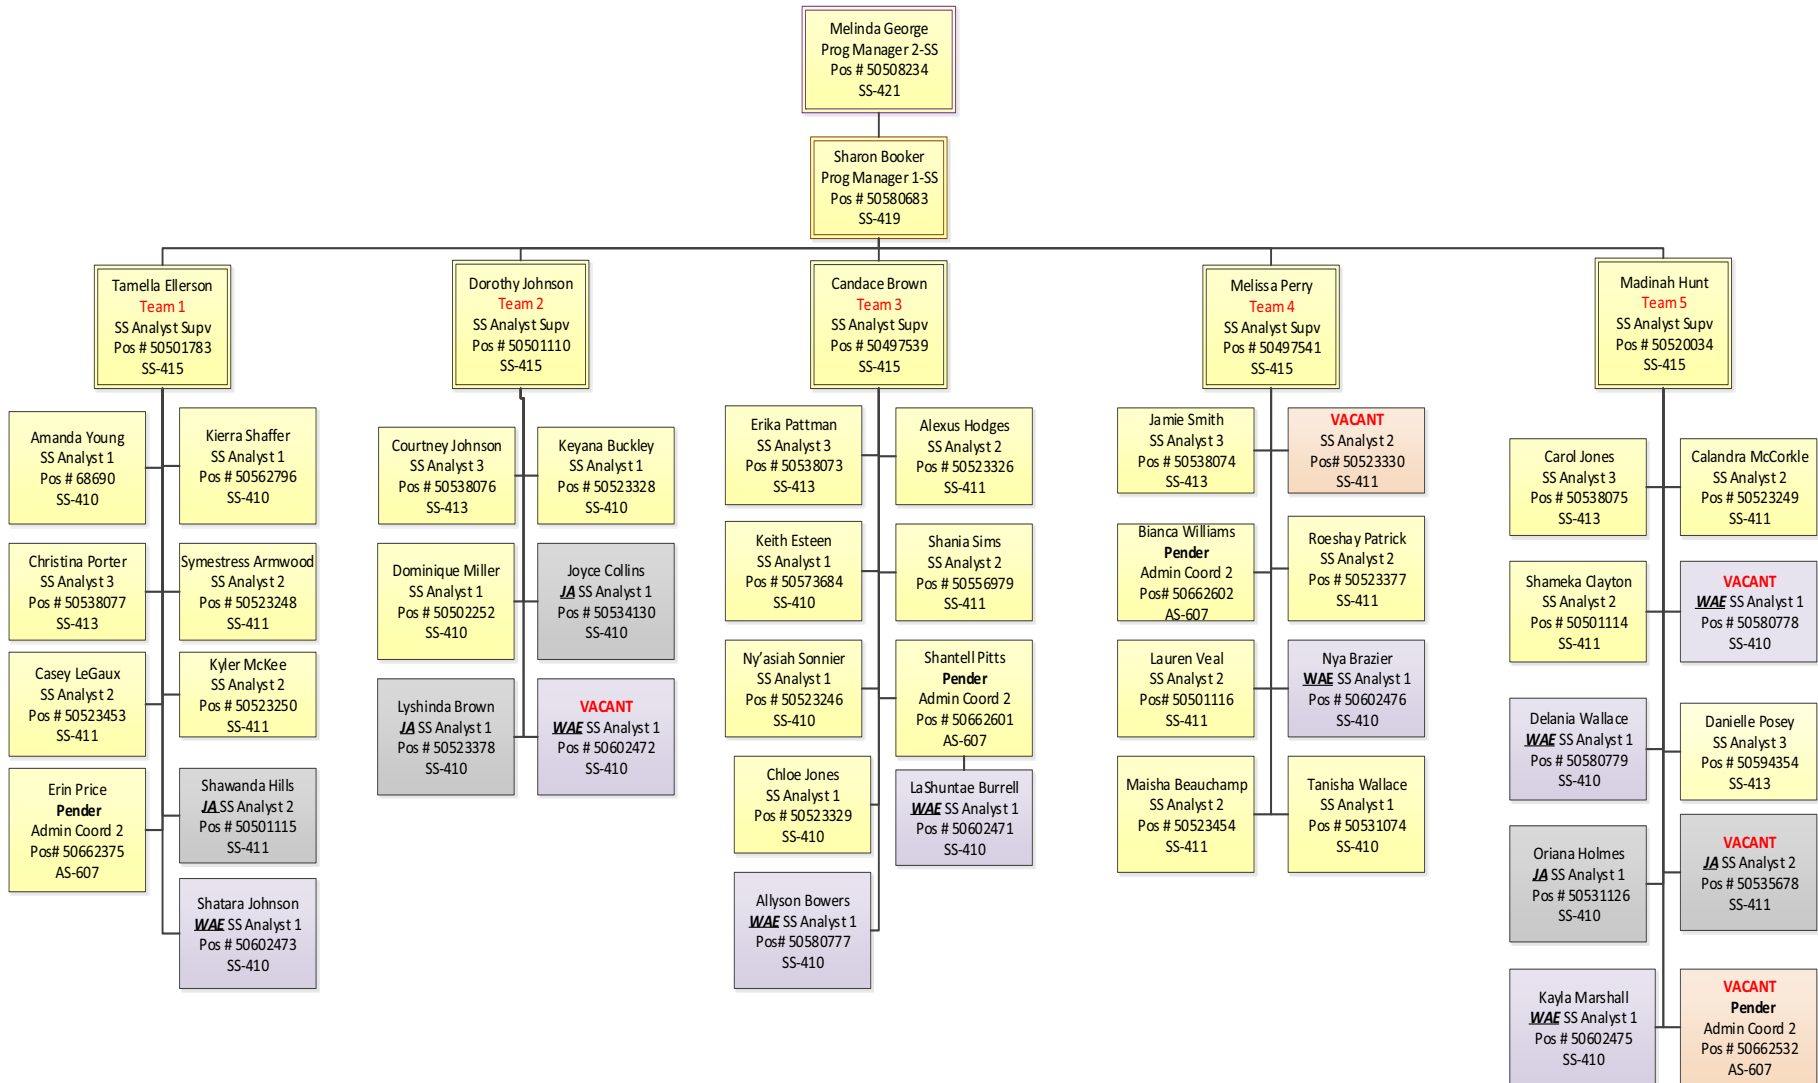 Melinda George
Prog Manager 2-SS
Pos # 50508234
SS-421
Sharon Booker
Prog Manager 1-SS
Pos # 50580683
SS-419
Tamella Ellerson
Team 1
SS Analyst Supv
Pos # 50501783
SS-415
Dorothy Johnson
Team 2
SS Analyst Supv
Pos # 50501110
SS-415
Candace Brown
Team 3
SS Analyst Supv
Pos # 50497539
SS-415
Melissa Perry
Team 4
SS Analyst Supv
Pos # 50497541
SS-415
Madinah Hunt
Team 5
SS Analyst Supv
Pos # 50520034
SS-415
Amanda Young
SS Analyst 1
Pos # 68690
SS-410
Kierra Shaffer
SS Analyst 1
Pos # 50562796
SS-410
Christina Porter
SS Analyst 3
Pos # 50538077
SS-413
Symestress Armwood
SS Analyst 2
Pos # 50523248
SS-411
Casey LeGaux
SS Analyst 2
Pos # 50523453
SS-411
Kyler McKee
SS Analyst 2
Pos # 50523250
SS-411
Erin Price
Pender
Admin Coord 2
Pos# 50662375
AS-607
Shawanda Hills
JA SS Analyst 2
Pos # 50501115
SS-411
Shatara Johnson
WAE SS Analyst 1
Pos # 50602473
SS-410
Courtney Johnson
SS Analyst 3
Pos # 50538076
SS-413
Keyana Buckley
SS Analyst 1
Pos # 50523328
SS-410
Dominique Miller
SS Analyst 1
Pos # 50502252
SS-410
Joyce Collins
JA SS Analyst 1
Pos # 50534130
SS-410
Lyshinda Brown
JA SS Analyst 1
Pos # 50523378
SS-410
VACANT
WAE SS Analyst 1
Pos # 50602472
SS-410
Erika Pattman
SS Analyst 3
Pos # 50538073
SS-413
Alexus Hodges
SS Analyst 2
Pos # 50523326
SS-411
Keith Esteen
SS Analyst 1
Pos # 50573684
SS-410
Shania Sims
SS Analyst 2
Pos # 50556979
SS-411
Ny'asiah Sonnier
SS Analyst 1
Pos # 50523246
SS-410
Shantell Pitts
Pender
Admin Coord 2
Pos # 50662601
AS-607
Chloe Jones
SS Analyst 1
Pos # 50523329
SS-410
LaShuntae Burrell
WAE SS Analyst 1
Pos # 50602471
SS-410
Allyson Bowers
WAE SS Analyst 1
Pos# 50580777
SS-410
Jamie Smith
SS Analyst 3
Pos # 50538074
SS-413
VACANT
SS Analyst 2
Pos# 50523330
SS-411
Bianca Williams
Pender
Admin Coord 2
Pos# 50662602
AS-607
Roeshay Patrick
SS Analyst 2
Pos # 50523377
SS-411
Lauren Veal
SS Analyst 2
Pos# 50501116
SS-411
Nya Brazier
WAE SS Analyst 1
Pos # 50602476
SS-410
Maisha Beauchamp
SS Analyst 2
Pos # 50523454
SS-411
Tanisha Wallace
SS Analyst 1
Pos # 50531074
SS-410
Carol Jones
SS Analyst 3
Pos # 50538075
SS-413
Calandra McCorkle
SS Analyst 2
Pos # 50523249
SS-411
Shameka Clayton
SS Analyst 2
Pos # 50501114
SS-411
VACANT
WAE SS Analyst 1
Pos # 50580778
SS-410
Delania Wallace
WAE SS Analyst 1
Pos # 50580779
SS-410
Danielle Posey
SS Analyst 3
Pos # 50594354
SS-413
Oriana Holmes
JA SS Analyst 1
Pos # 50531126
SS-410
VACANT
JA SS Analyst 2
Pos # 50535678
SS-411
Kayla Marshall
WAE SS Analyst 1
Pos # 50602475
SS-410
VACANT
Pender
Admin Coord 2
Pos # 50662532
AS-607